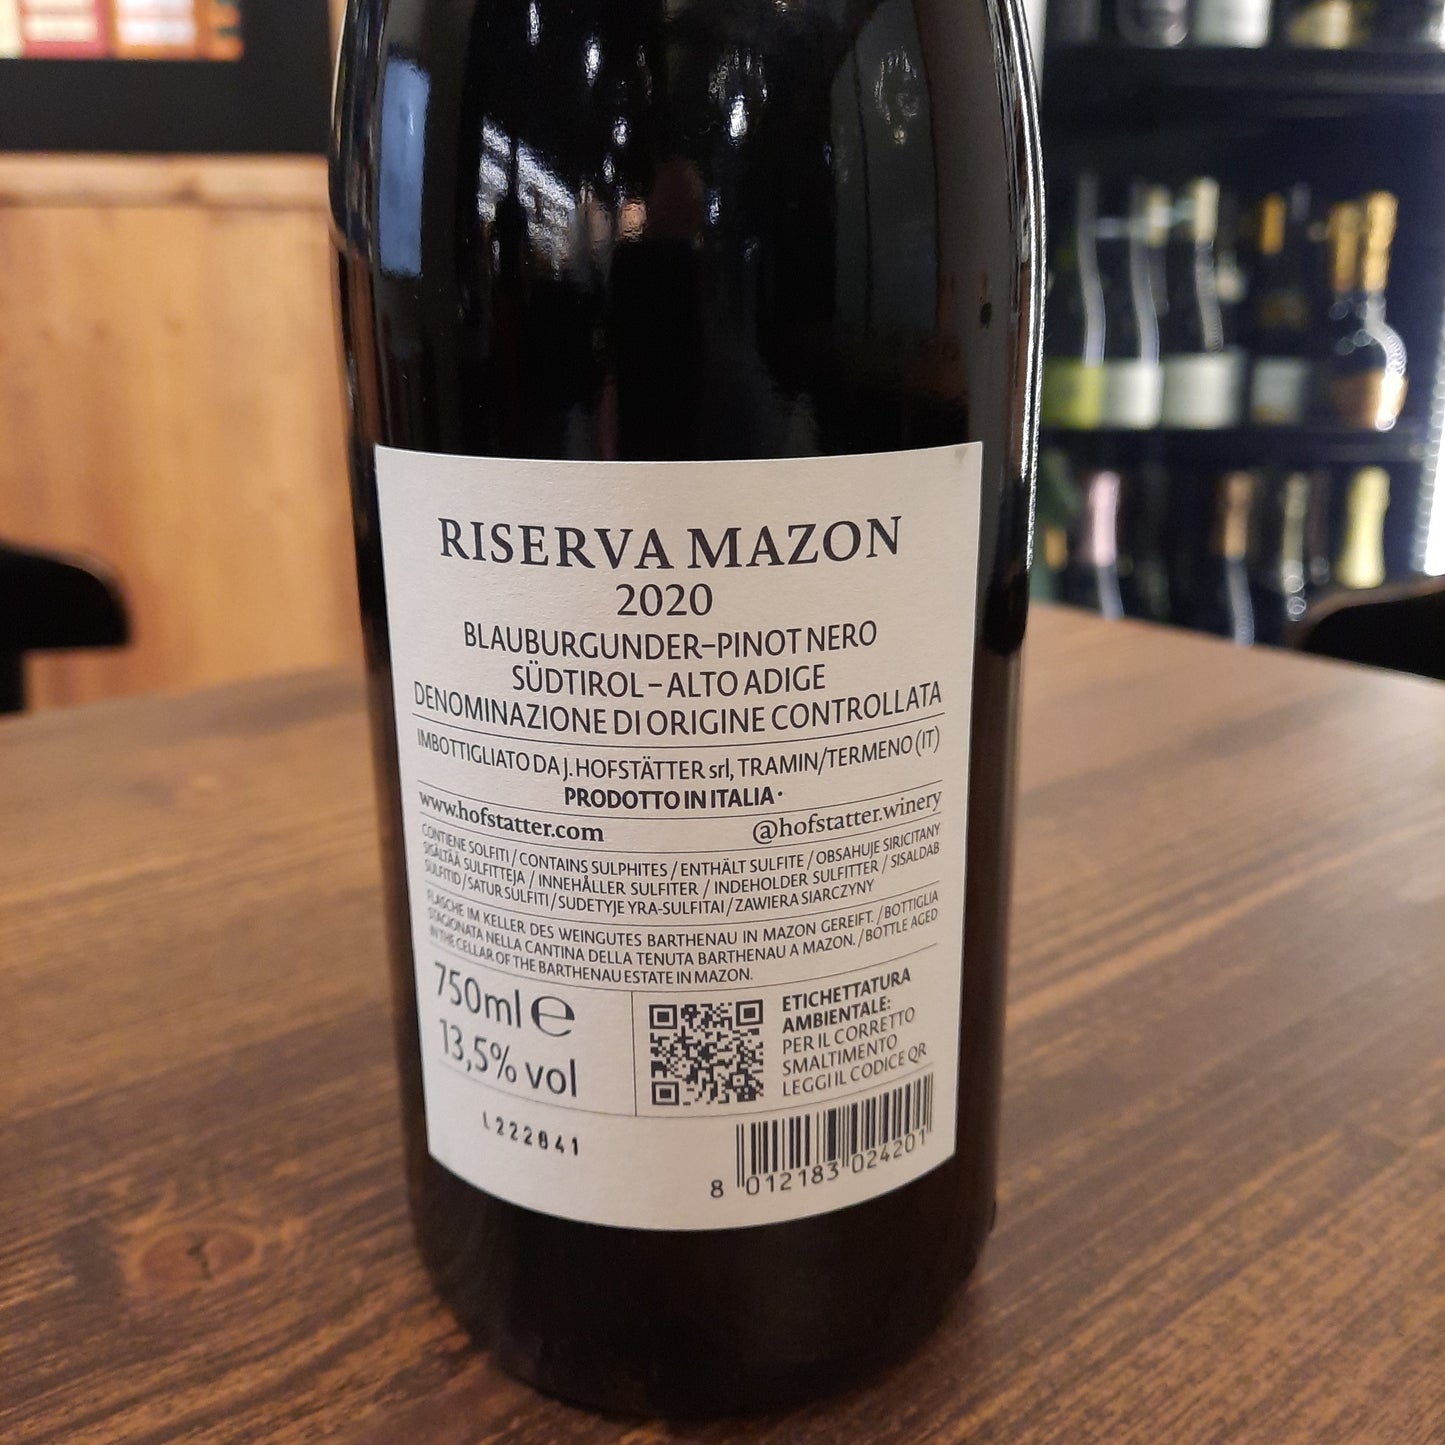 RISERVA MAZON
2020
BLAUBURGUNDER–PINOT NERO
SÜDTIROL – ALTO ADIGE
DENOMINAZIONE DI ORIGINE CONTROLLATA
IMBOTTIGLIATO DA J. HOFSTÄTTER srl, TRAMIN/TERMENO (IT)
PRODOTTO IN ITALIA •
www.hofstatter.com @hofstatter.winery
CONTIENE SOLFITI / CONTAINS SULPHITES / ENTHÄLT SULFITE / OBSAHUJE SIRICITANY
SISÄLTÄÄ SULFITTEJA / INNEHÅLLER SULFITER / INDEHOLDER SULFITTER / SISALDAB
SULFITID / SATUR SULFITI / SUDETYJE YRA-SULFITAI / ZAWIERA SIARCZYNY
FLASCHE IM KELLER DES WEINGUTES BARTHENAU IN MAZON GEREIFT. / BOTTIGLIA
STAGIONATA NELLA CANTINA DELLA TENUTA BARTHENAU A MAZON. / BOTTLE AGED
IN THE CELLAR OF THE BARTHENAU ESTATE IN MAZON.
750ml e
13,5% vol
ETICHETTATURA
AMBIENTALE:
PER IL CORRETTO
SMALTIMENTO
LEGGI IL CODICE QR
L222841
8 012183 024201